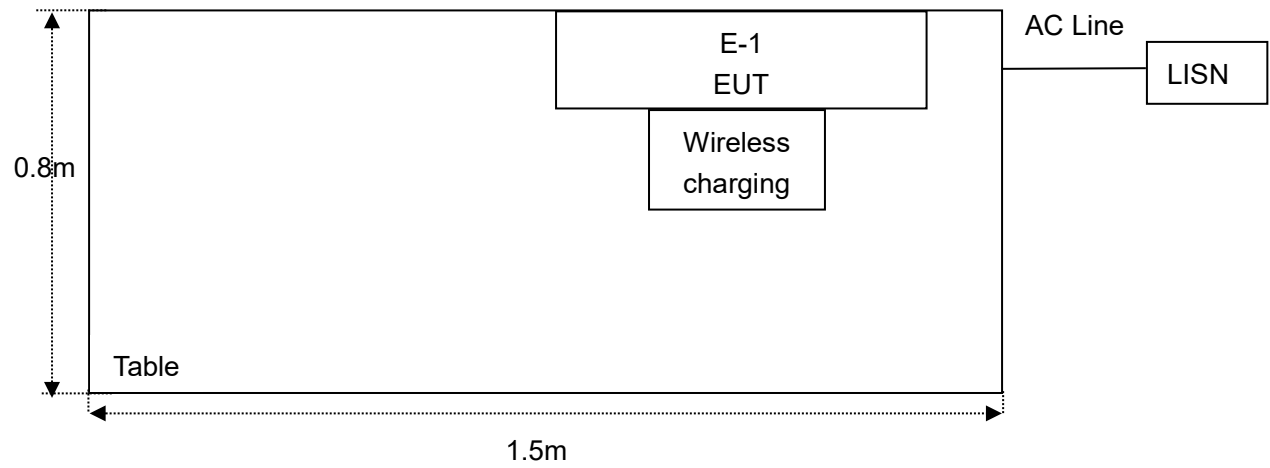 AC Line
E-1
EUT
LISN
Wireless
charging
0.8m
Table
1.5m